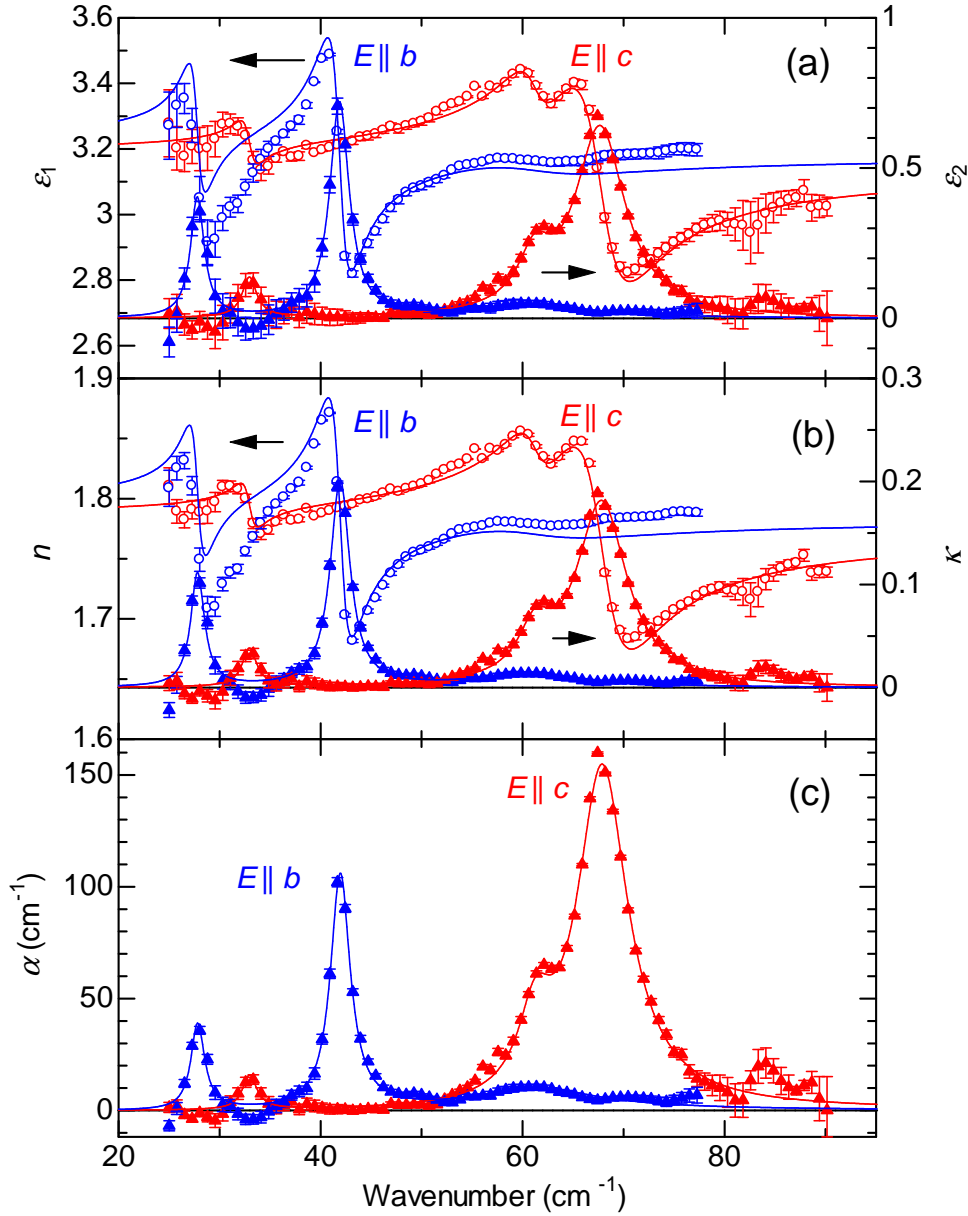 3.6
3.4
3.2
3
2.8
2.6
ε1
E || b
E || c
(a)
1
0.5
0
ε2
1.9
1.8
1.7
1.6
n
E || b
E || c
(b)
0.3
0.2
0.1
0
κ
150
100
50
0
α (cm⁻¹)
E || b
E || c
(c)
20
40
60
80
Wavenumber (cm⁻¹)